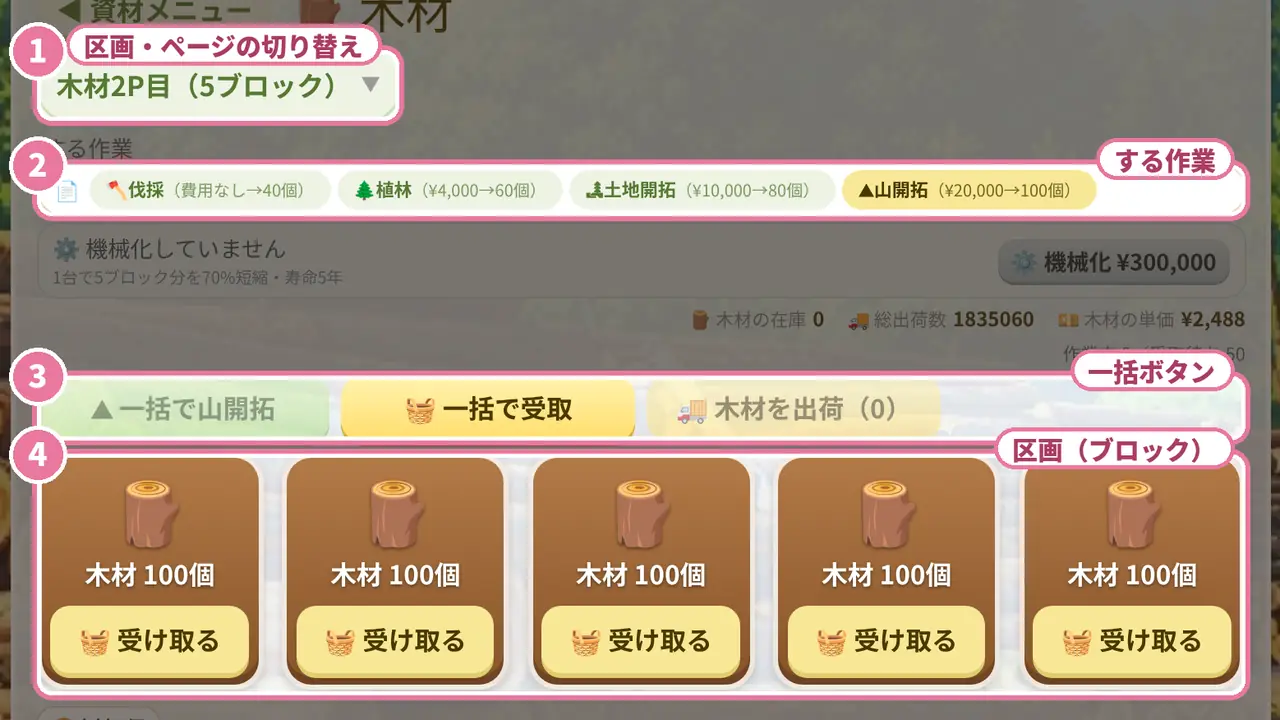 ◀ 資材メニュー 木材
1 区画・ページの切り替え
木材2P目（5ブロック） ▼
する作業
2 する作業
伐採（費用なし→40個） 植林（¥4,000→60個） 土地開拓（¥10,000→80個） ▲山開拓（¥20,000→100個）
機械化していません
1台で5ブロック分を70%短縮・寿命5年
機械化 ¥300,000
木材の在庫 0 総出荷数 1835060 木材の単価 ¥2,488
50
3 一括ボタン
▲一括で山開拓 一括で受取 木材を出荷（0）
4 区画（ブロック）
木材 100個 木材 100個 木材 100個 木材 100個 木材 100個
受け取る 受け取る 受け取る 受け取る 受け取る